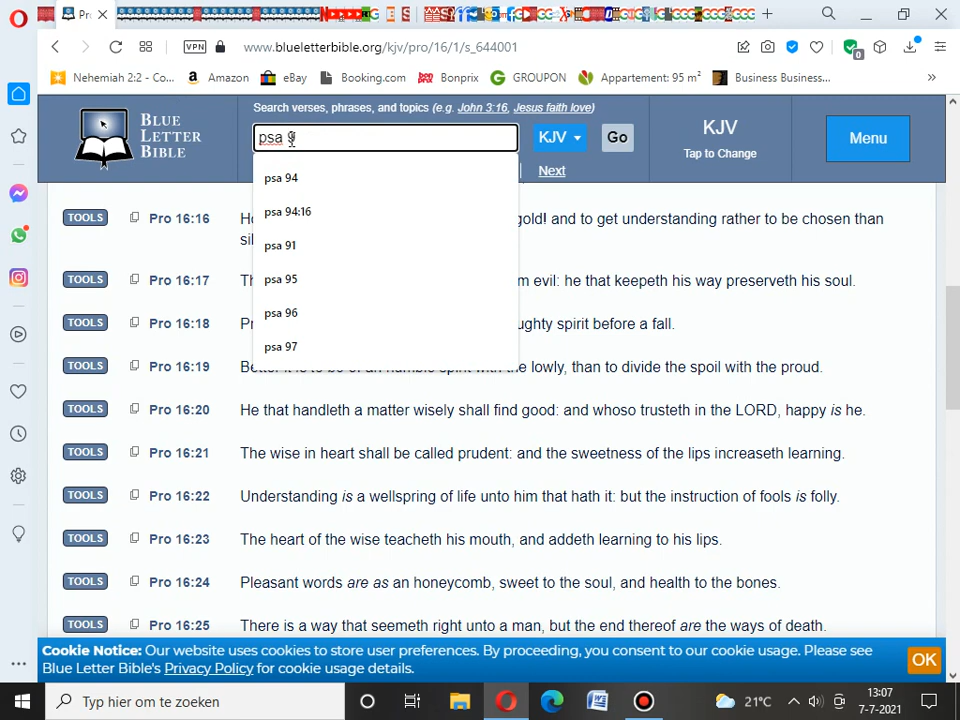 Pr
VPN
www.blueletterbible.org/kjv/pro/16/1/s_644001
0
Nehemiah 2:2 - Co...
Amazon
eBay
Booking.com
Bonprix
GROUPON
Appartement: 95 m²
Business Business...
»
BLUE
LETTER
BIBLE
Search verses, phrases, and topics (e.g. John 3:16, Jesus faith love)
psa 9
KJV
Go
KJV
Tap to Change
Menu
Next
psa 94
psa 94:16
psa 91
psa 95
psa 96
psa 97
TOOLS Pro 16:16 gold! and to get understanding rather to be chosen than
TOOLS Pro 16:17 m evil: he that keepeth his way preserveth his soul.
TOOLS Pro 16:18 ughty spirit before a fall.
TOOLS Pro 16:19 Better it is to be of an humble spirit with the lowly, than to divide the spoil with the proud.
TOOLS Pro 16:20 He that handleth a matter wisely shall find good: and whoso trusteth in the LORD, happy is he.
TOOLS Pro 16:21 The wise in heart shall be called prudent: and the sweetness of the lips increaseth learning.
TOOLS Pro 16:22 Understanding is a wellspring of life unto him that hath it: but the instruction of fools is folly.
TOOLS Pro 16:23 The heart of the wise teacheth his mouth, and addeth learning to his lips.
TOOLS Pro 16:24 Pleasant words are as an honeycomb, sweet to the soul, and health to the bones.
TOOLS Pro 16:25 There is a way that seemeth right unto a man, but the end thereof are the ways of death.
Cookie Notice: Our website uses cookies to store user preferences. By proceeding, you consent to our cookie usage. Please see
Blue Letter Bible's Privacy Policy for cookie usage details.
OK
Typ hier om te zoeken
21°C
13:07
7-7-2021